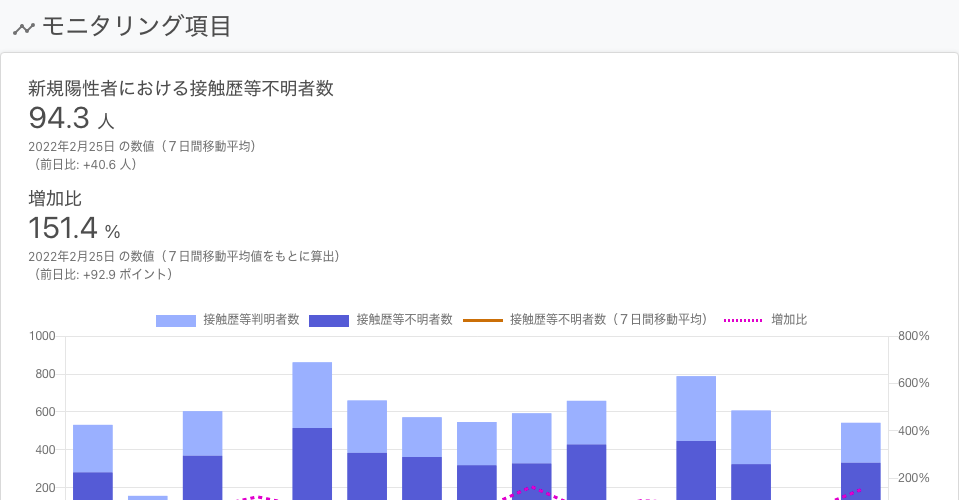 モニタリング項目
新規陽性者における接触歴等不明者数
94.3 人
2022年2月25日 の数値（７日間移動平均）
（前日比: +40.6 人）
増加比
151.4 %
2022年2月25日 の数値（７日間移動平均値をもとに算出）
（前日比: +92.9 ポイント）
接触歴等判明者数 接触歴等不明者数 接触歴等不明者数（７日間移動平均） 増加比
1000 800%
800
600%
600
400 400%
200 200%